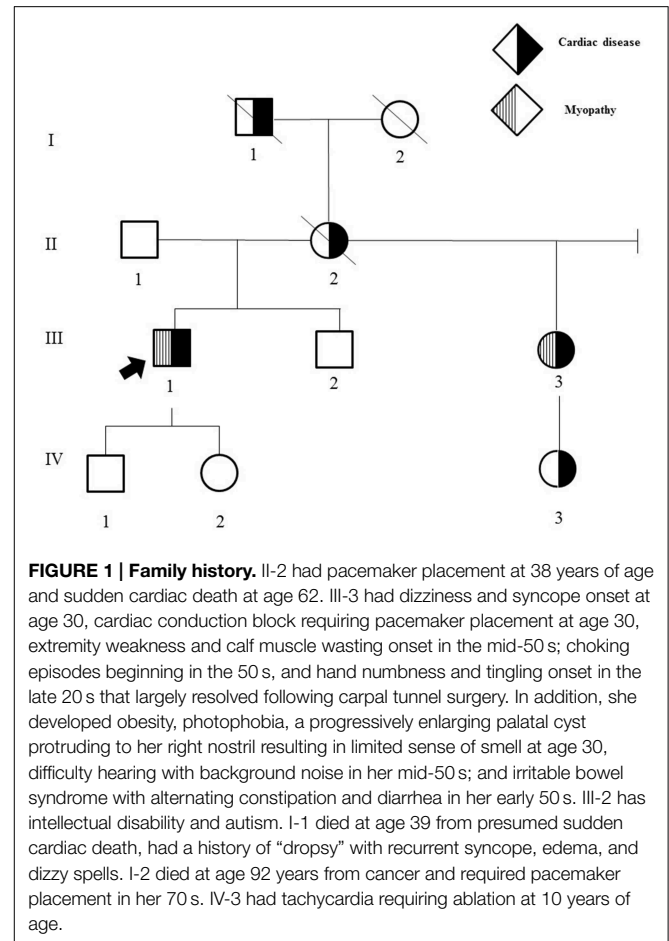 Cardiac disease
Myopathy
I
1
2
II
1
2
III
1
2
3
IV
1
2
3
FIGURE 1 | Family history. II-2 had pacemaker placement at 38 years of age
and sudden cardiac death at age 62. III-3 had dizziness and syncope onset at
age 30, cardiac conduction block requiring pacemaker placement at age 30,
extremity weakness and calf muscle wasting onset in the mid-50 s; choking
episodes beginning in the 50 s, and hand numbness and tingling onset in the
late 20 s that largely resolved following carpal tunnel surgery. In addition, she
developed obesity, photophobia, a progressively enlarging palatal cyst
protruding to her right nostril resulting in limited sense of smell at age 30,
difficulty hearing with background noise in her mid-50 s; and irritable bowel
syndrome with alternating constipation and diarrhea in her early 50 s. III-2 has
intellectual disability and autism. I-1 died at age 39 from presumed sudden
cardiac death, had a history of “dropsy” with recurrent syncope, edema, and
dizzy spells. I-2 died at age 92 years from cancer and required pacemaker
placement in her 70 s. IV-3 had tachycardia requiring ablation at 10 years of
age.